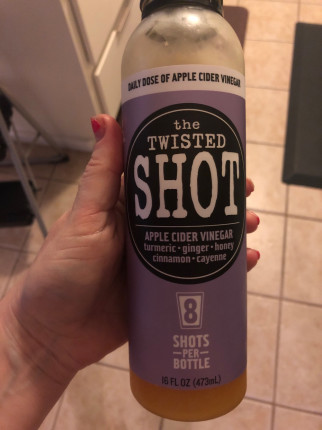 DAILY DOSE OF APPLE CIDER VINEGAR
the
TWISTED
SHOT
APPLE CIDER VINEGAR
turmeric • ginger • honey
cinnamon • cayenne
8
SHOTS
PER
BOTTLE
16 FL OZ (473mL)